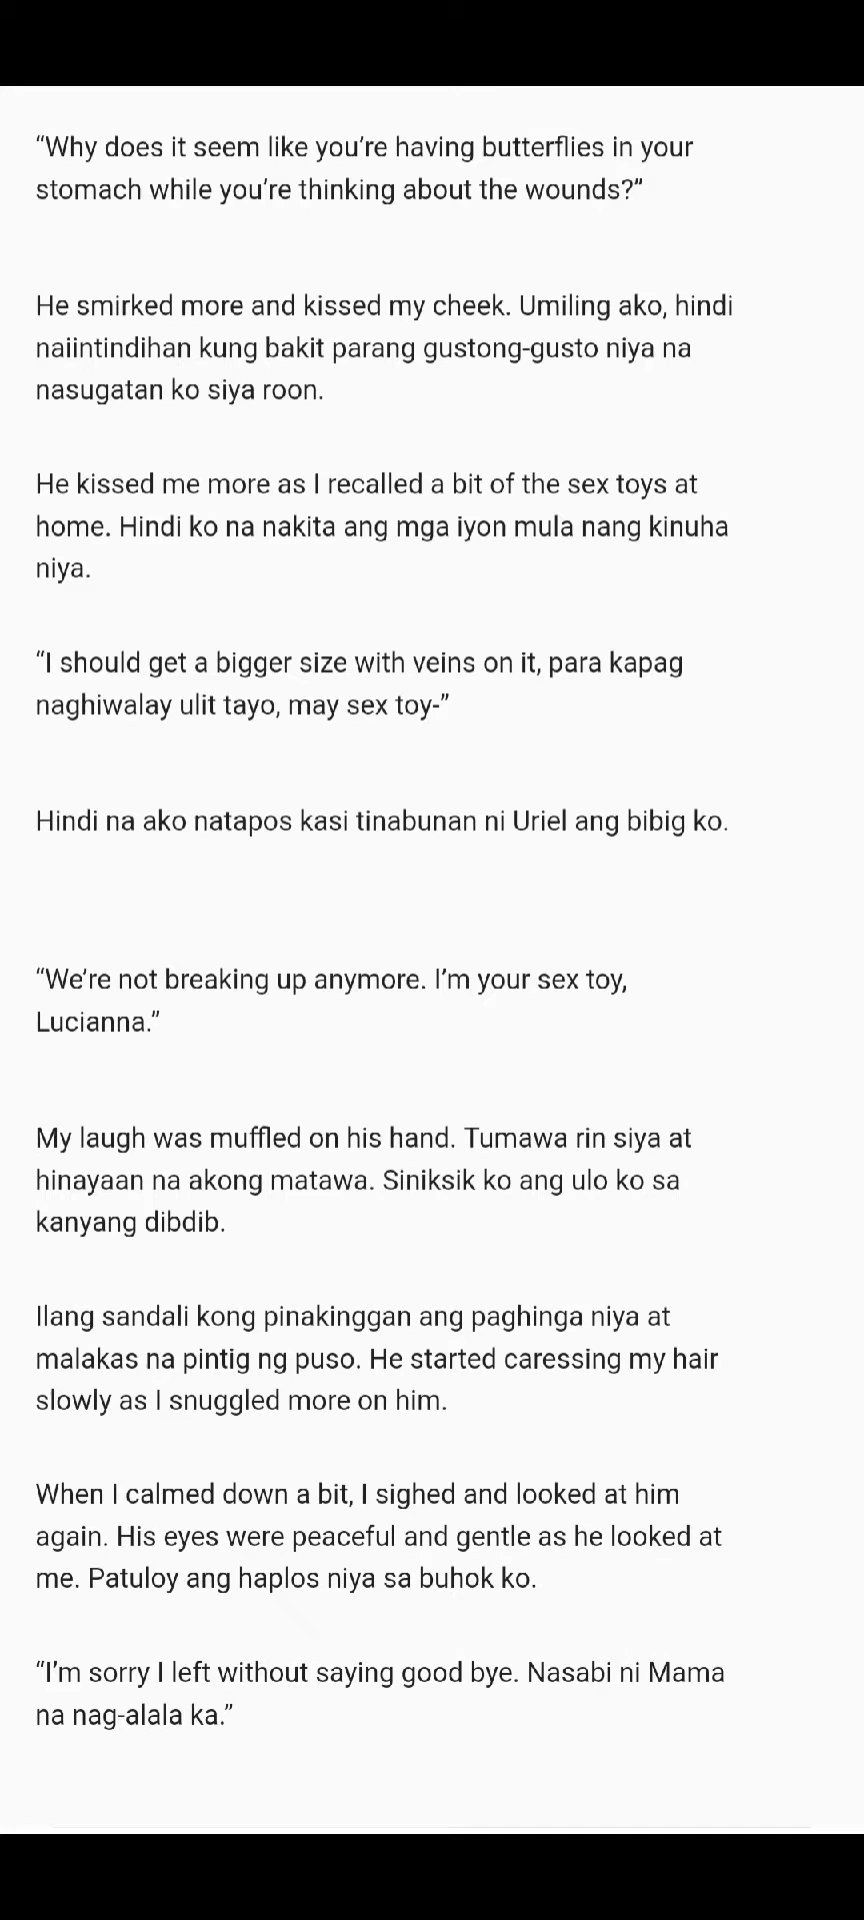 “Why does it seem like you’re having butterflies in your
stomach while you’re thinking about the wounds?”
He smirked more and kissed my cheek. Umiling ako, hindi
naiintindihan kung bakit parang gustong-gusto niya na
nasugatan ko siya roon.
He kissed me more as I recalled a bit of the sex toys at
home. Hindi ko na nakita ang mga iyon mula nang kinuha
niya.
“I should get a bigger size with veins on it, para kapag
naghiwalay ulit tayo, may sex toy-”
Hindi na ako natapos kasi tinabunan ni Uriel ang bibig ko.
“We’re not breaking up anymore. I’m your sex toy,
Lucianna.”
My laugh was muffled on his hand. Tumawa rin siya at
hinayaan na akong matawa. Siniksik ko ang ulo ko sa
kanyang dibdib.
Ilang sandali kong pinakinggan ang paghinga niya at
malakas na pintig ng puso. He started caressing my hair
slowly as I snuggled more on him.
When I calmed down a bit, I sighed and looked at him
again. His eyes were peaceful and gentle as he looked at
me. Patuloy ang haplos niya sa buhok ko.
“I’m sorry I left without saying good bye. Nasabi ni Mama
na nag-alala ka.”